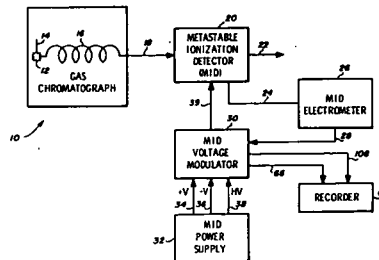 14
16
12
GAS
CHROMATOGRAPH
10
18
20
METASTABLE
IONIZATION
DETECTOR
(MID)
22
24
26
MID
ELECTROMETER
28
39
30
MID
VOLTAGE
MODULATOR
108
66
RECORDER
+V
-V
HV
34
36
38
32
MID
POWER
SUPPLY